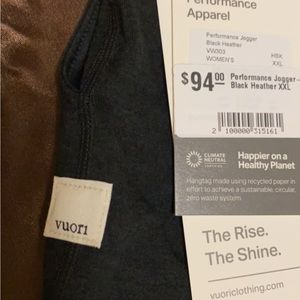 Performance
Apparel
Performance Jogger
Black Heather
VW303 HBK
WOMEN'S XXL
$94.00
Performance Jogger -
Black Heather XXL
2 100000 315161
CLIMATE
NEUTRAL
CERTIFIED
Happier on a
Healthy Planet
Hangtag made using recycled paper in
effort to achieve a sustainable, circular,
zero waste system.
vuori
The Rise.
The Shine.
vuoriclothing.com